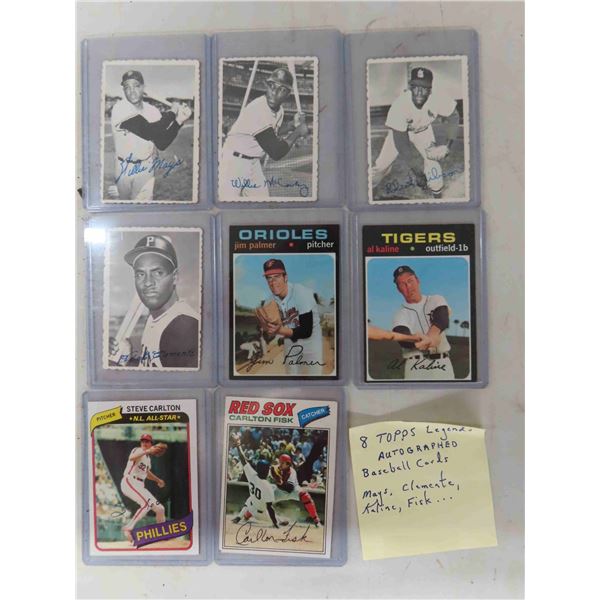 Willie Mays
Willie McCovey
ORIOLES
jim palmer • pitcher
Jim Palmer
TIGERS
al kaline • outfield-1b
Al Kaline
PITCHER
STEVE CARLTON
★N.L. ALL-STAR★
PHILLIES
RED SOX
CARLTON FISK
CATCHER
Carlton Fisk
8 TOPPS Legends
AUTOGRAPHED
Baseball Cards
Mays, Clemente,
Kaline, Fisk...